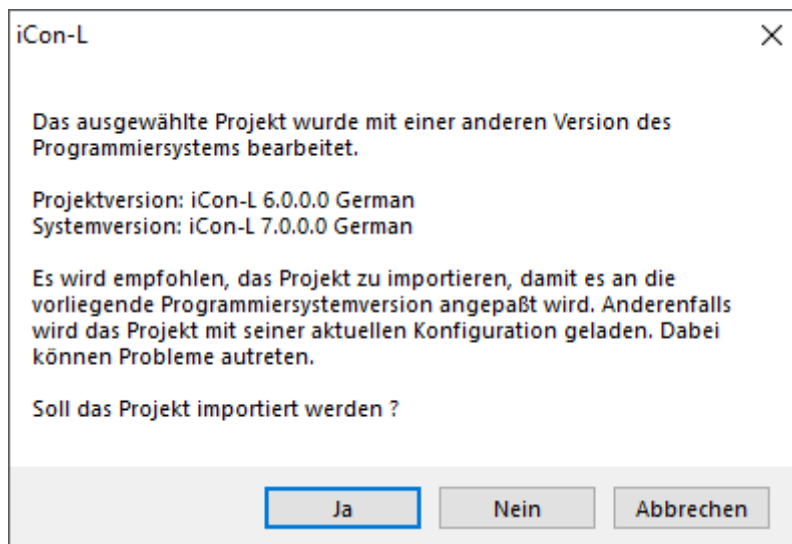 iCon-L
Das ausgewählte Projekt wurde mit einer anderen Version des
Programmiersystems bearbeitet.
Projektversion: iCon-L 6.0.0.0 German
Systemversion: iCon-L 7.0.0.0 German
Es wird empfohlen, das Projekt zu importieren, damit es an die
vorliegende Programmiersystemversion angepaßt wird. Anderenfalls
wird das Projekt mit seiner aktuellen Konfiguration geladen. Dabei
können Probleme autreten.
Soll das Projekt importiert werden ?
Ja
Nein
Abbrechen